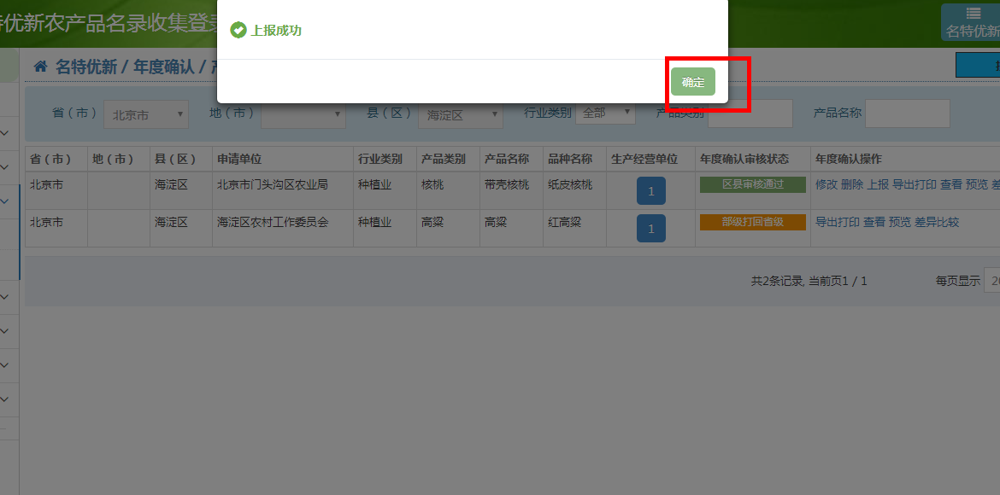 特优新农产品名录收集登录
名特优新
上报成功
确定
名特优新 / 年度确认 /
省（市） 北京市 地（市） 县（区） 海淀区 行业类别 全部 产品类别 产品名称
省（市） 地（市） 县（区） 申请单位 行业类别 产品类别 产品名称 品种名称 生产经营单位 年度确认审核状态 年度确认操作
北京市 海淀区 北京市门头沟区农业局 种植业 核桃 带壳核桃 纸皮核桃 1 区县审核通过 修改 删除 上报 导出打印 查看 预览 差
北京市 海淀区 海淀区农村工作委员会 种植业 高粱 高粱 红高粱 1 部级打回省级 导出打印 查看 预览 差异比较
共2条记录, 当前页1 / 1 每页显示 20